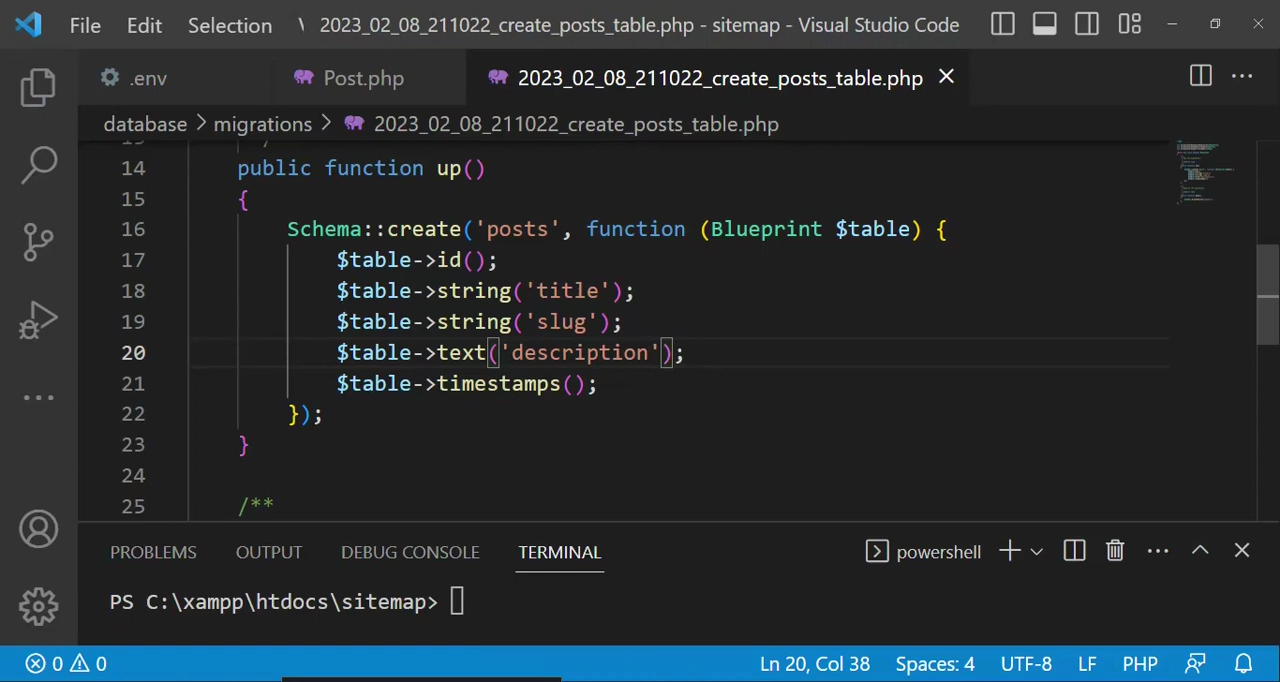 File Edit Selection 2023_02_08_211022_create_posts_table.php - sitemap - Visual Studio Code
.env Post.php 2023_02_08_211022_create_posts_table.php
database > migrations > 2023_02_08_211022_create_posts_table.php
14 public function up()
15 {
16 Schema::create('posts', function (Blueprint $table) {
17 $table->id();
18 $table->string('title');
19 $table->string('slug');
20 $table->text('description');
21 $table->timestamps();
22 });
23 }
24
25 /**
PROBLEMS OUTPUT DEBUG CONSOLE TERMINAL powershell
PS C:\xampp\htdocs\sitemap>
0 0 Ln 20, Col 38 Spaces: 4 UTF-8 LF PHP